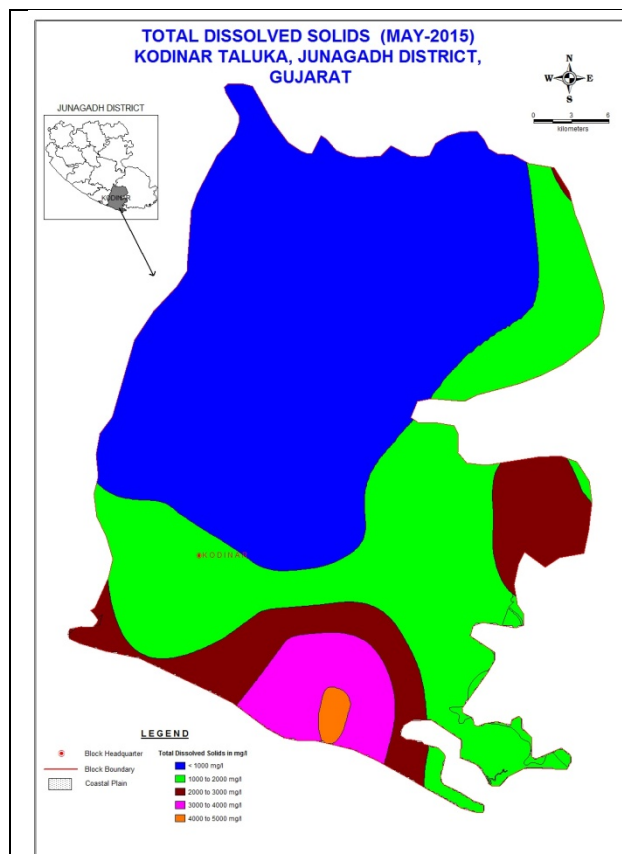 TOTAL DISSOLVED SOLIDS (MAY-2015)
KODINAR TALUKA, JUNAGADH DISTRICT,
GUJARAT
N
W E
S
0 3 6
kilometers
JUNAGADH DISTRICT
KODINAR
KODINAR
LEGEND
Block Headquarter
Block Boundary
Coastal Plain
Total Dissolved Solids in mg/l
< 1000 mg/l
1000 to 2000 mg/l
2000 to 3000 mg/l
3000 to 4000 mg/l
4000 to 5000 mg/l